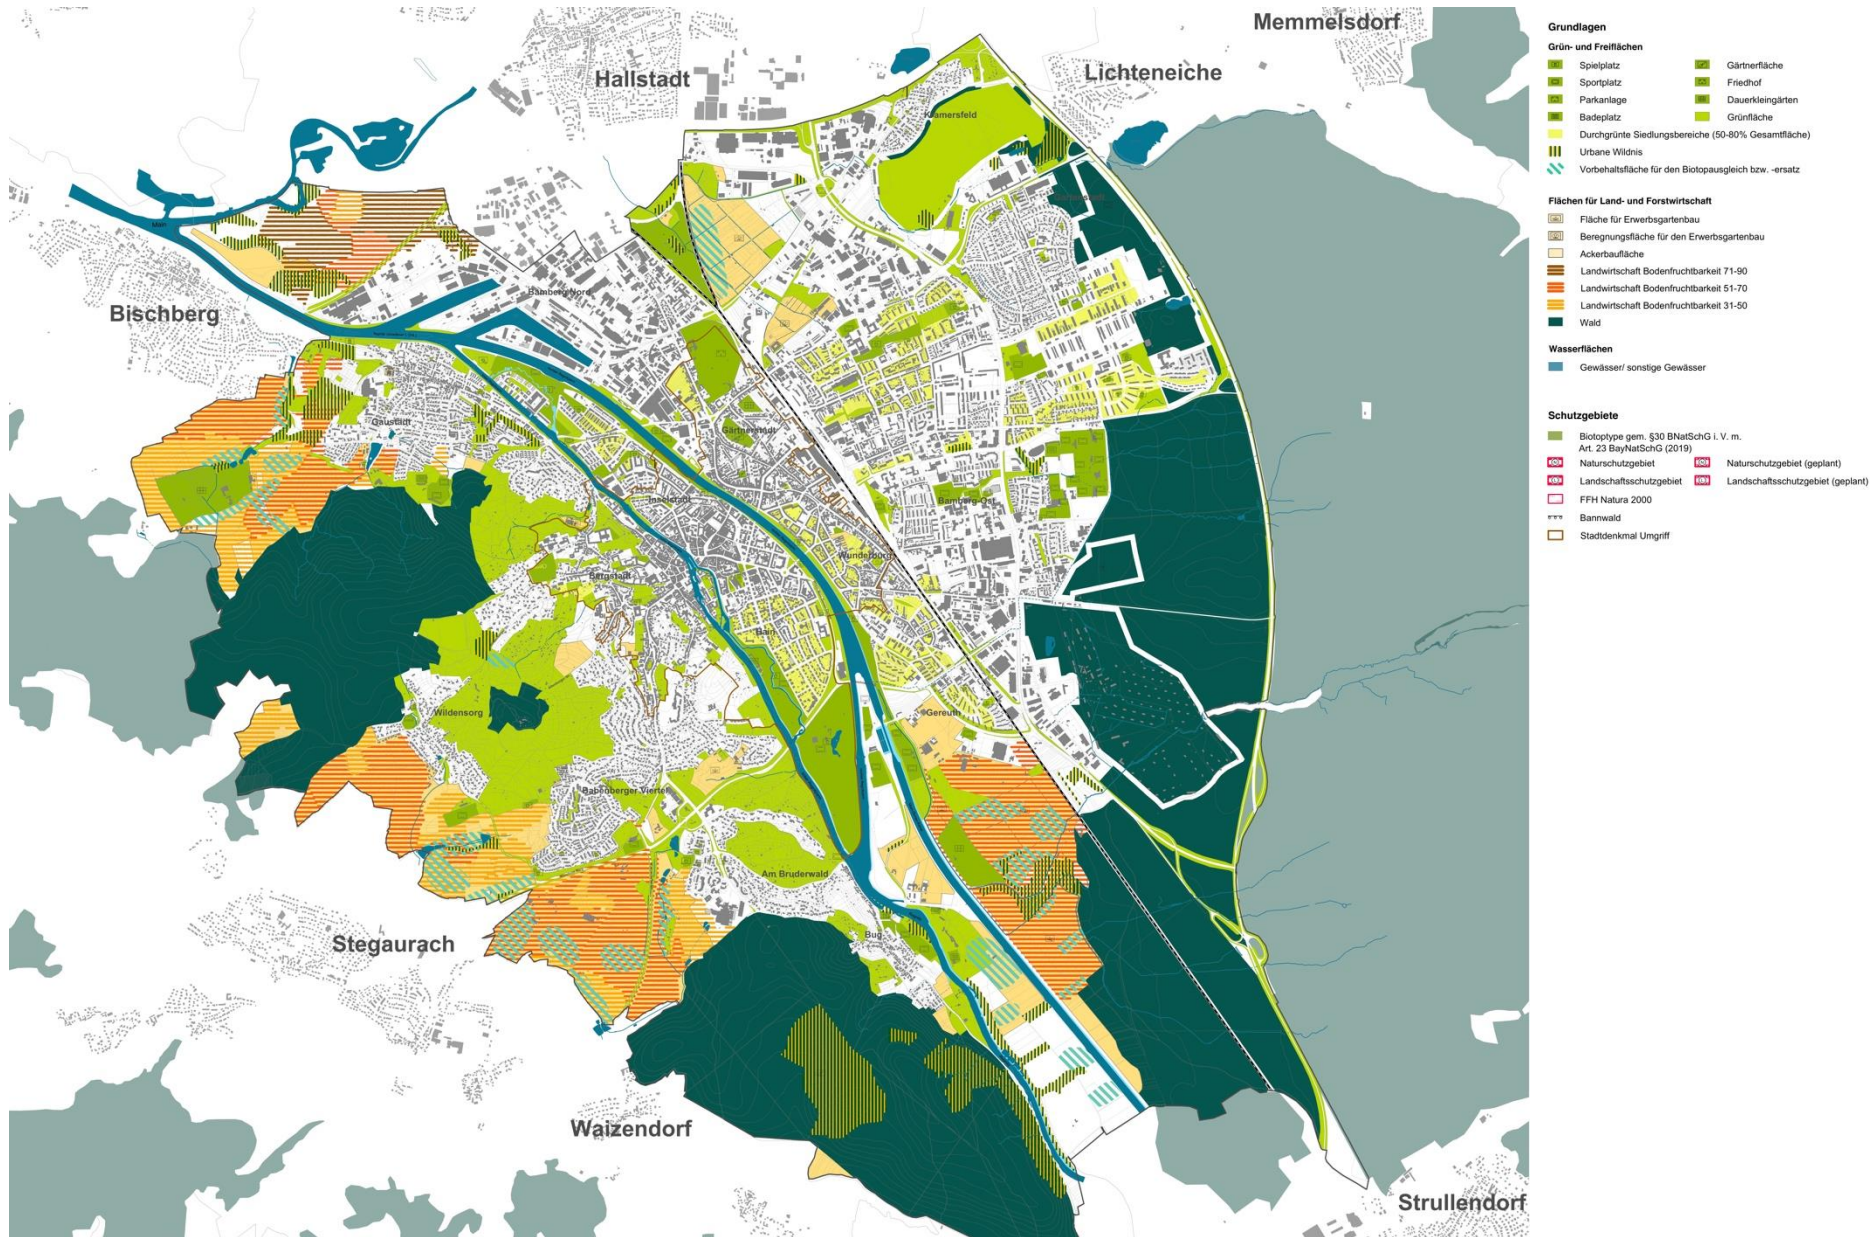 Memmelsdorf
Hallstadt
Lichteneiche
Kramersfeld
Gartenstadt
Main
Bischberg
Bamberg Nord
Gaustadt
Gärtnerstadt
Inselstadt
Bamberg-Ost
Wunderburg
Bergstadt
Hain
Wildensorg
Gereuth
Babenberger Viertel
Am Bruderwald
Bug
Stegaurach
Waizendorf
Strullendorf
Grundlagen
Grün- und Freiflächen
Spielplatz
Gärtnerfläche
Sportplatz
Friedhof
Parkanlage
Dauerkleingärten
Badeplatz
Grünfläche
Durchgrünte Siedlungsbereiche (50-80% Gesamtfläche)
Urbane Wildnis
Vorbehaltsfläche für den Biotopausgleich bzw. -ersatz
Flächen für Land- und Forstwirtschaft
Fläche für Erwerbsgartenbau
Beregnungsfläche für den Erwerbsgartenbau
Ackerbaufläche
Landwirtschaft Bodenfruchtbarkeit 71-90
Landwirtschaft Bodenfruchtbarkeit 51-70
Landwirtschaft Bodenfruchtbarkeit 31-50
Wald
Wasserflächen
Gewässer/ sonstige Gewässer
Schutzgebiete
Biotoptype gem. §30 BNatSchG i. V. m.
Art. 23 BayNatSchG (2019)
Naturschutzgebiet
Naturschutzgebiet (geplant)
Landschaftsschutzgebiet
Landschaftsschutzgebiet (geplant)
FFH Natura 2000
Bannwald
Stadtdenkmal Umgriff